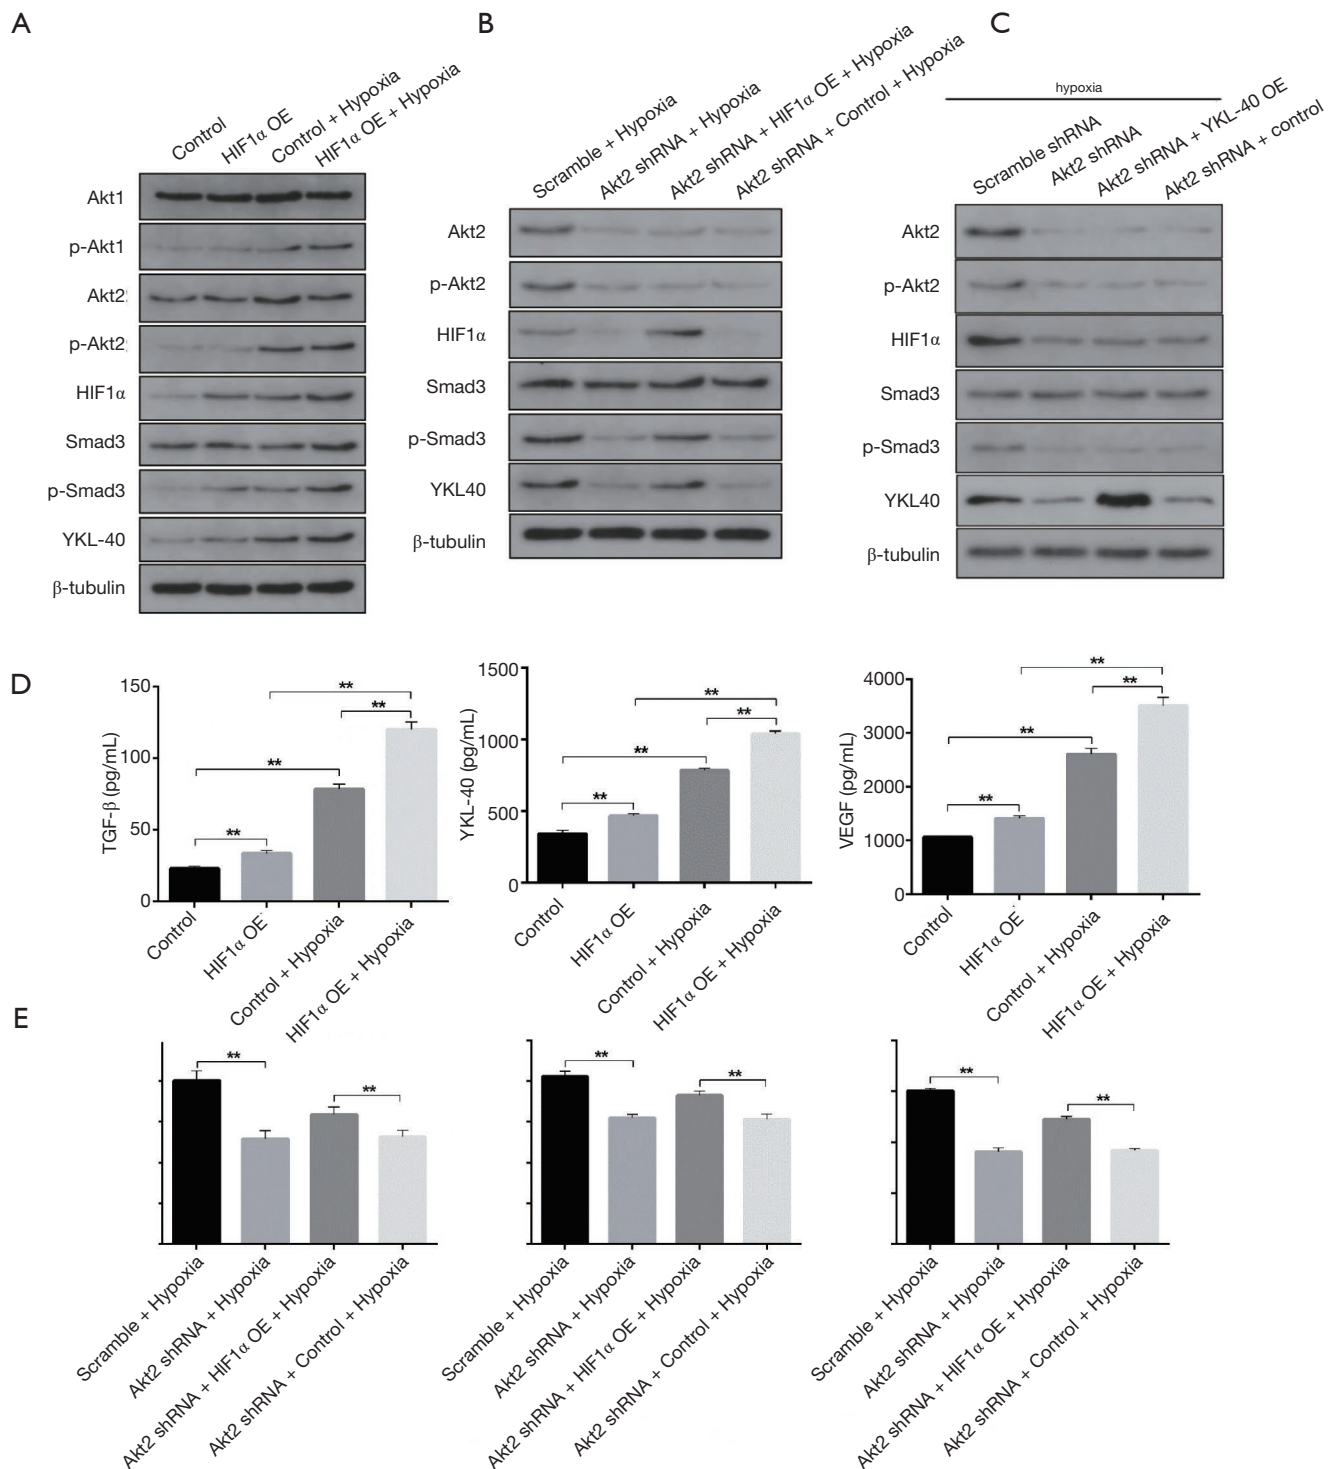 A
Control
HIF1α OE
Control + Hypoxia
HIF1α OE + Hypoxia
Akt1
p-Akt1
Akt2
p-Akt2
HIF1α
Smad3
p-Smad3
YKL-40
β-tubulin
B
Scramble + Hypoxia
Akt2 shRNA + Hypoxia
Akt2 shRNA + HIF1α OE + Hypoxia
Akt2 shRNA + Control + Hypoxia
Akt2
p-Akt2
HIF1α
Smad3
p-Smad3
YKL40
β-tubulin
C
hypoxia
Scramble shRNA
Akt2 shRNA
Akt2 shRNA + YKL-40 OE
Akt2 shRNA + control
Akt2
p-Akt2
HIF1α
Smad3
p-Smad3
YKL40
β-tubulin
D
TGF-β (pg/mL)
150
100
50
0
**
**
**
**
Control
HIF1α OE
Control + Hypoxia
HIF1α OE + Hypoxia
YKL-40 (pg/mL)
1500
1000
500
0
**
**
**
**
Control
HIF1α OE
Control + Hypoxia
HIF1α OE + Hypoxia
VEGF (pg/mL)
4000
3000
2000
1000
0
**
**
**
**
Control
HIF1α OE
Control + Hypoxia
HIF1α OE + Hypoxia
E
**
**
Scramble + Hypoxia
Akt2 shRNA + Hypoxia
Akt2 shRNA + HIF1α OE + Hypoxia
Akt2 shRNA + Control + Hypoxia
**
**
Scramble + Hypoxia
Akt2 shRNA + Hypoxia
Akt2 shRNA + HIF1α OE + Hypoxia
Akt2 shRNA + Control + Hypoxia
**
**
Scramble + Hypoxia
Akt2 shRNA + Hypoxia
Akt2 shRNA + HIF1α OE + Hypoxia
Akt2 shRNA + Control + Hypoxia